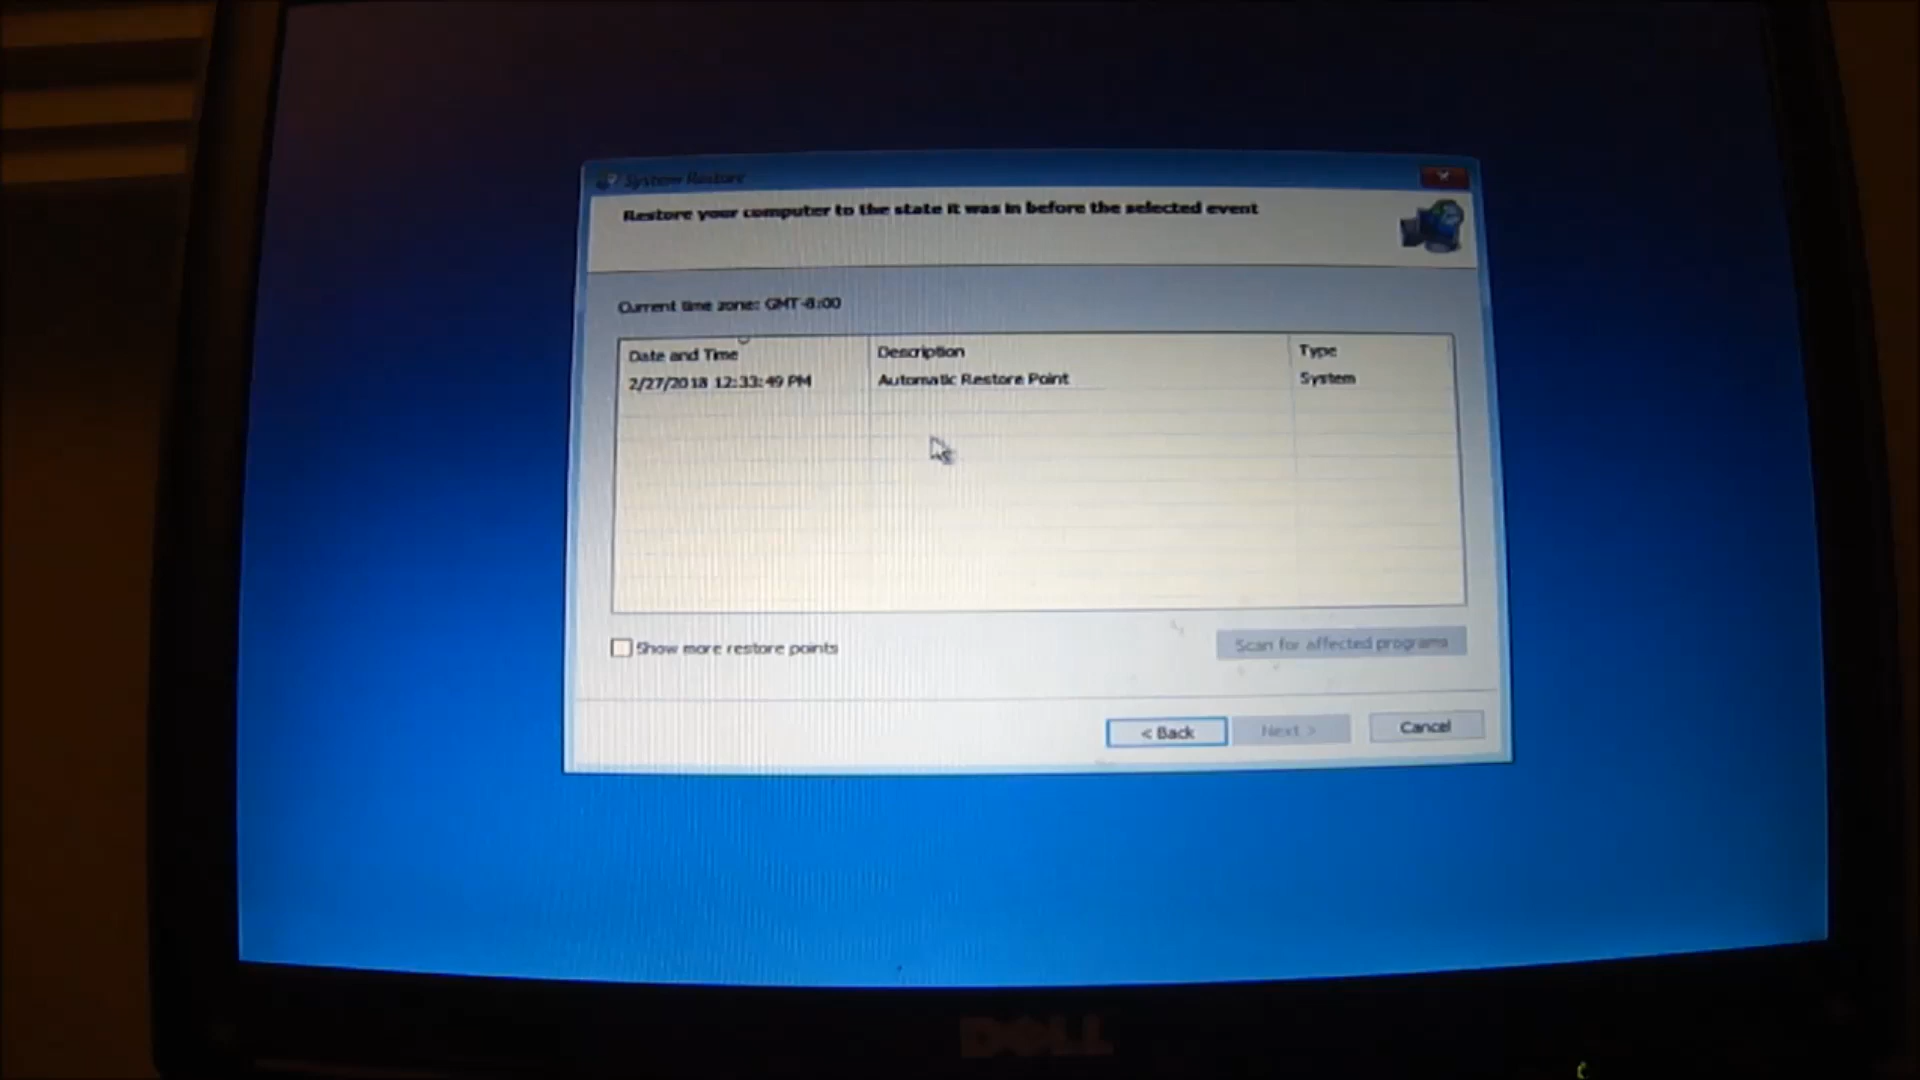 System Restore
Restore your computer to the state it was in before the selected event
Current time zone: GMT-8:00
Date and Time Description Type
2/27/2018 12:33:49 PM Automatic Restore Point System
Show more restore points Scan for affected programs
< Back Next > Cancel
DELL